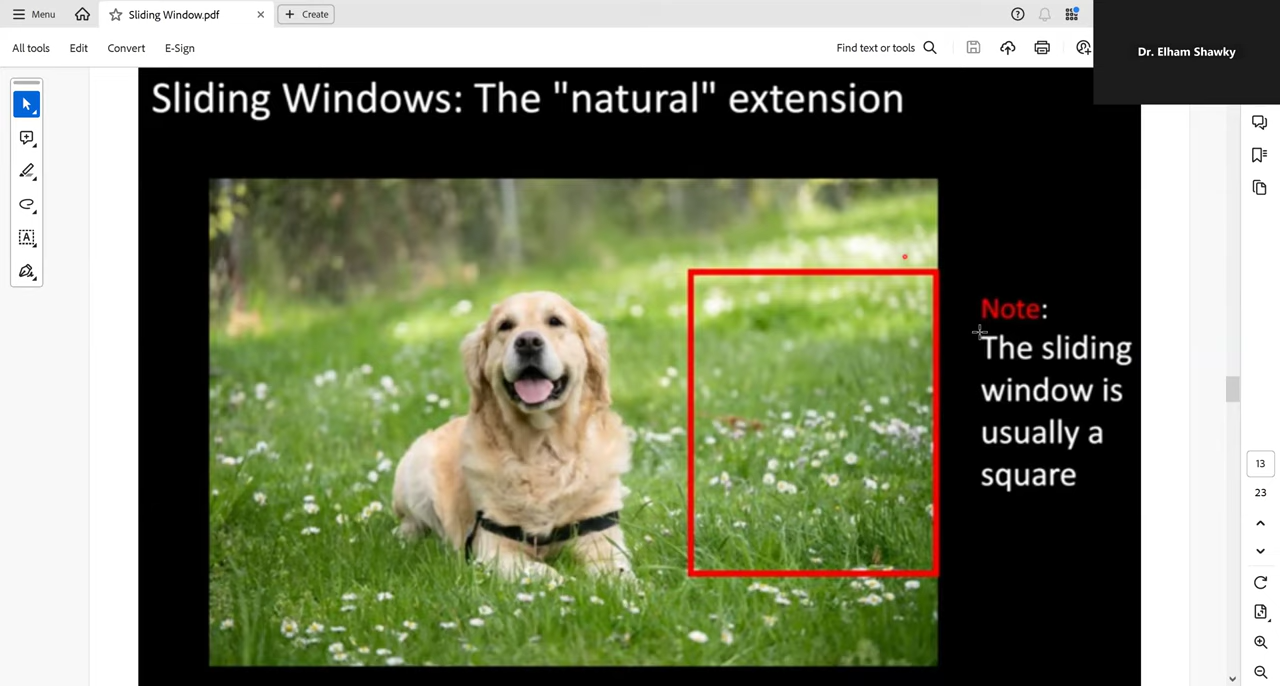 Menu
Sliding Window.pdf
Create
All tools
Edit
Convert
E-Sign
Find text or tools
Dr. Elham Shawky
Sliding Windows: The "natural" extension
Note:
The sliding
window is
usually a
square
13
23